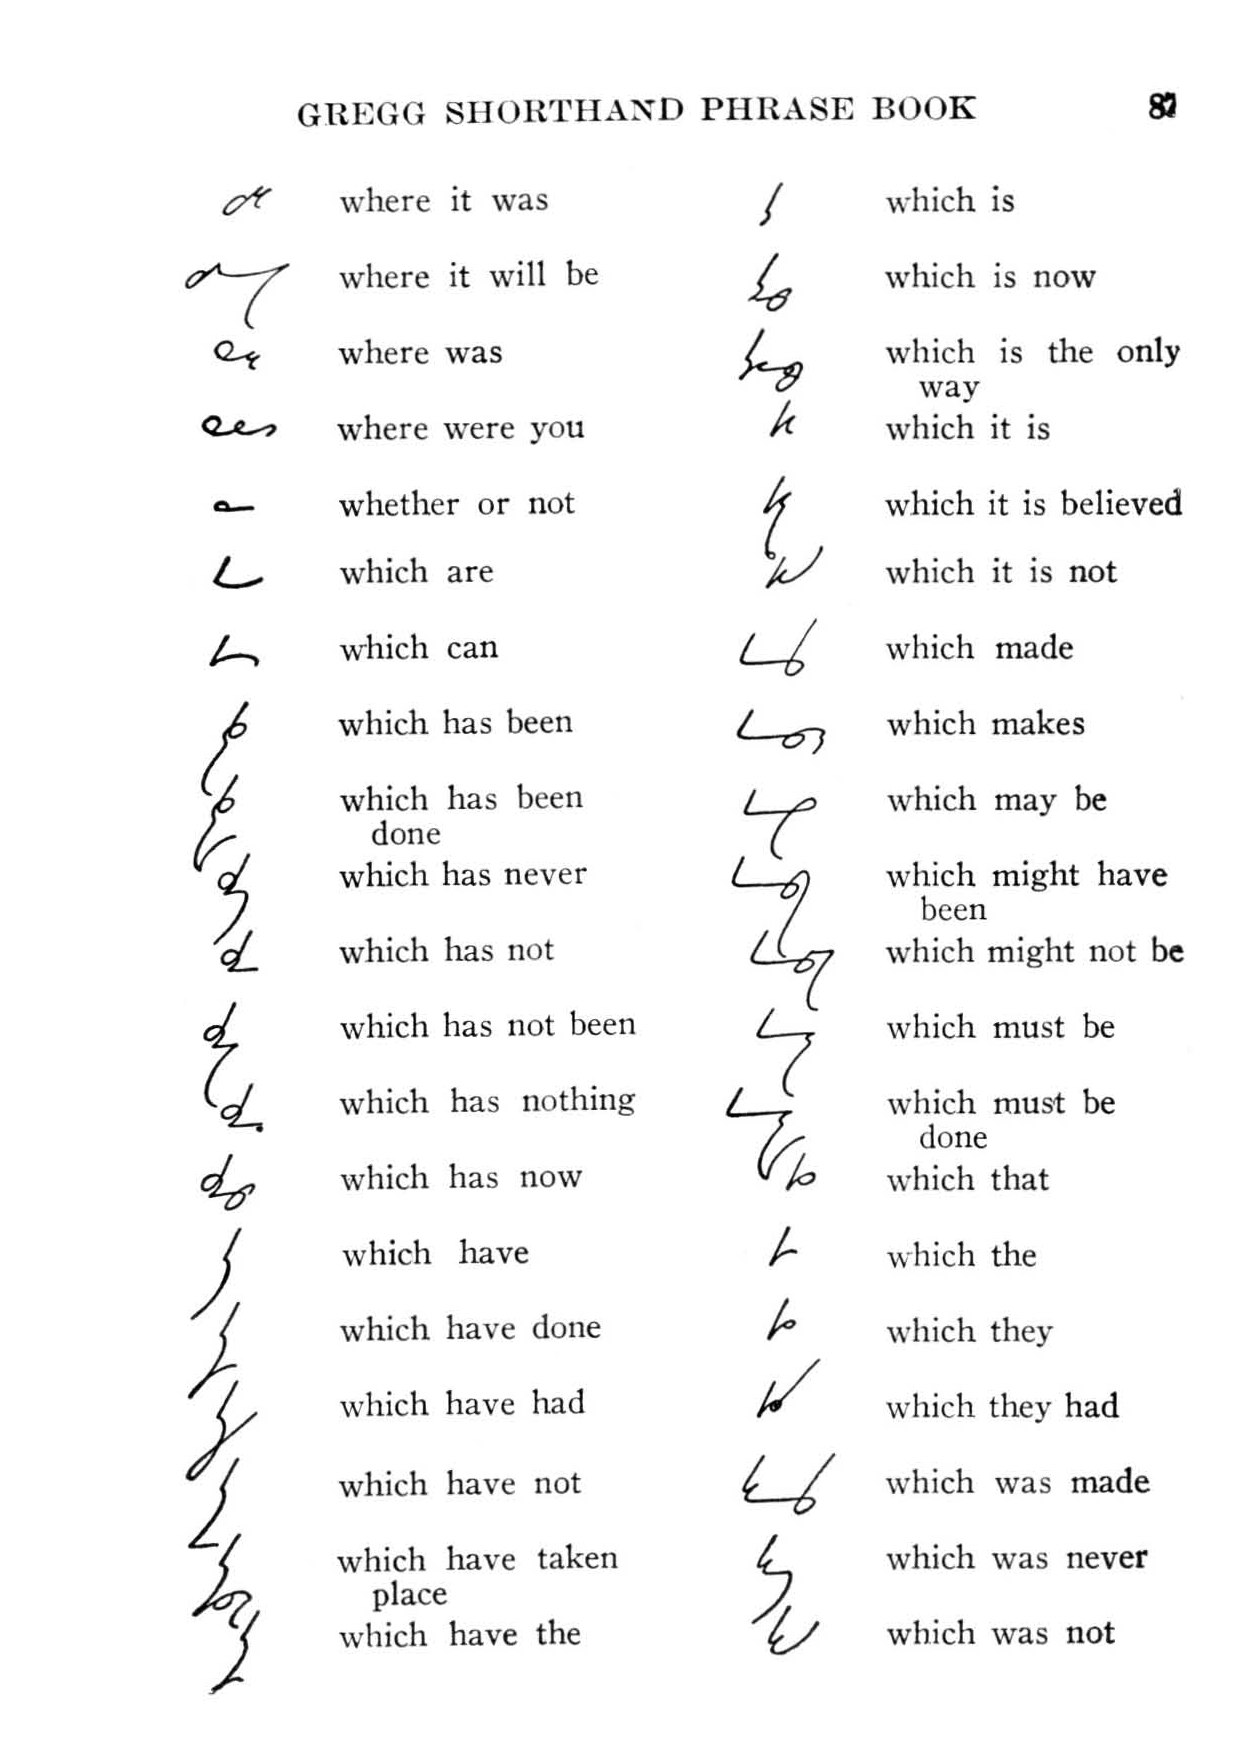 GREGG SHORTHAND PHRASE BOOK 87
where it was
where it will be
where was
where were you
whether or not
which are
which can
which has been
which has been
done
which has never
which has not
which has not been
which has nothing
which has now
which have
which have done
which have had
which have not
which have taken
place
which have the
which is
which is now
which is the only
way
which it is
which it is believed
which it is not
which made
which makes
which may be
which might have
been
which might not be
which must be
which must be
done
which that
which the
which they
which they had
which was made
which was never
which was not